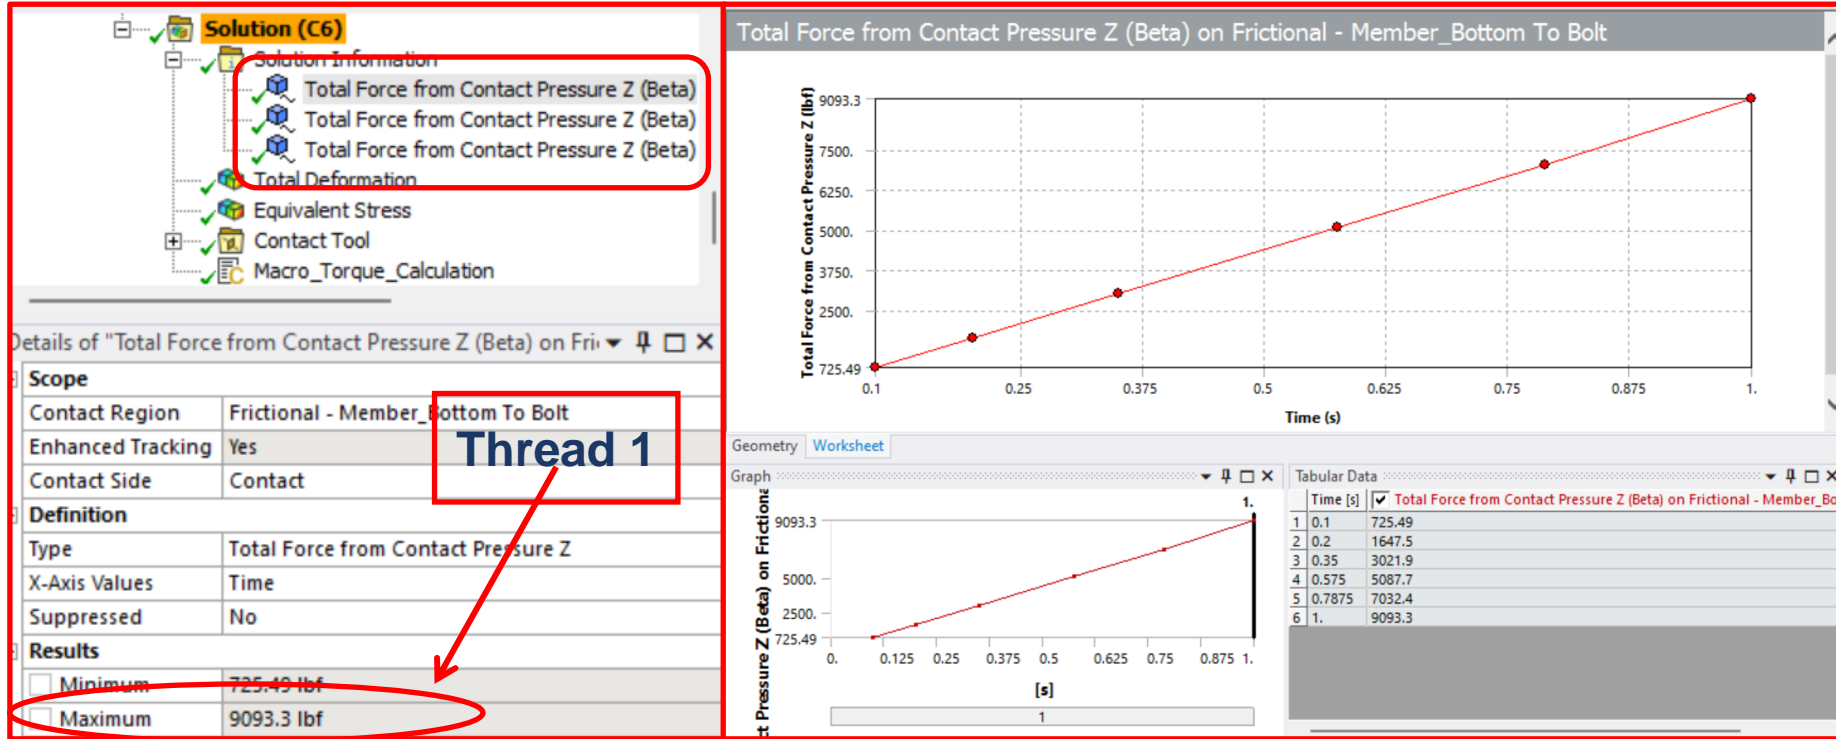 Solution (C6)
Solution Information
Total Force from Contact Pressure Z (Beta)
Total Force from Contact Pressure Z (Beta)
Total Force from Contact Pressure Z (Beta)
Total Deformation
Equivalent Stress
Contact Tool
Macro_Torque_Calculation
Details of "Total Force from Contact Pressure Z (Beta) on Fri
Scope
Contact Region Frictional - Member_Bottom To Bolt
Enhanced Tracking Yes
Contact Side Contact
Thread 1
Definition
Type Total Force from Contact Pressure Z
X-Axis Values Time
Suppressed No
Results
Minimum 725.49 lbf
Maximum 9093.3 lbf
Total Force from Contact Pressure Z (Beta) on Frictional - Member_Bottom To Bolt
Total Force from Contact Pressure Z (lbf)
9093.3
7500.
6250.
5000.
3750.
2500.
725.49
0.1 0.25 0.375 0.5 0.625 0.75 0.875 1.
Time (s)
Geometry Worksheet
Graph
ct Pressure Z (Beta) on Frictiona
1.
9093.3
5000.
2500.
725.49
0. 0.125 0.25 0.375 0.5 0.625 0.75 0.875 1.
[s]
1
Tabular Data
Time [s] Total Force from Contact Pressure Z (Beta) on Frictional - Member_Bo
1 0.1 725.49
2 0.2 1647.5
3 0.35 3021.9
4 0.575 5087.7
5 0.7875 7032.4
6 1. 9093.3